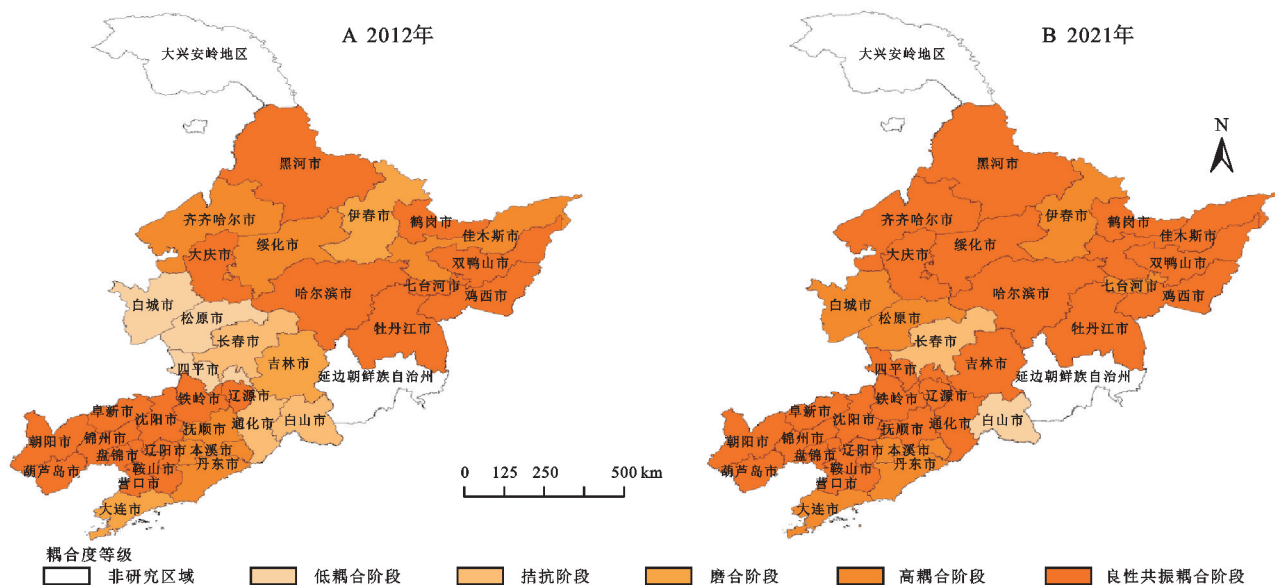 A 2012年
大兴安岭地区
黑河市
齐齐哈尔市
伊春市
鹤岗市
佳木斯市
绥化市
大庆市
双鸭山市
七台河市
鸡西市
哈尔滨市
白城市
松原市
牡丹江市
长春市
吉林市
四平市
延边朝鲜族自治州
辽源市
铁岭市
阜新市
沈阳市
通化市
白山市
朝阳市
锦州市
抚顺市
盘锦市
辽阳市
本溪市
葫芦岛市
鞍山市
丹东市
营口市
大连市
B 2021年
大兴安岭地区
N
黑河市
齐齐哈尔市
伊春市
鹤岗市
佳木斯市
绥化市
大庆市
双鸭山市
七台河市
鸡西市
哈尔滨市
白城市
松原市
牡丹江市
长春市
吉林市
四平市
延边朝鲜族自治州
辽源市
铁岭市
阜新市
沈阳市
通化市
白山市
朝阳市
锦州市
抚顺市
盘锦市
辽阳市
本溪市
葫芦岛市
鞍山市
丹东市
营口市
大连市
0 125 250 500 km
耦合度等级
非研究区域 低耦合阶段 拮抗阶段 磨合阶段 高耦合阶段 良性共振耦合阶段